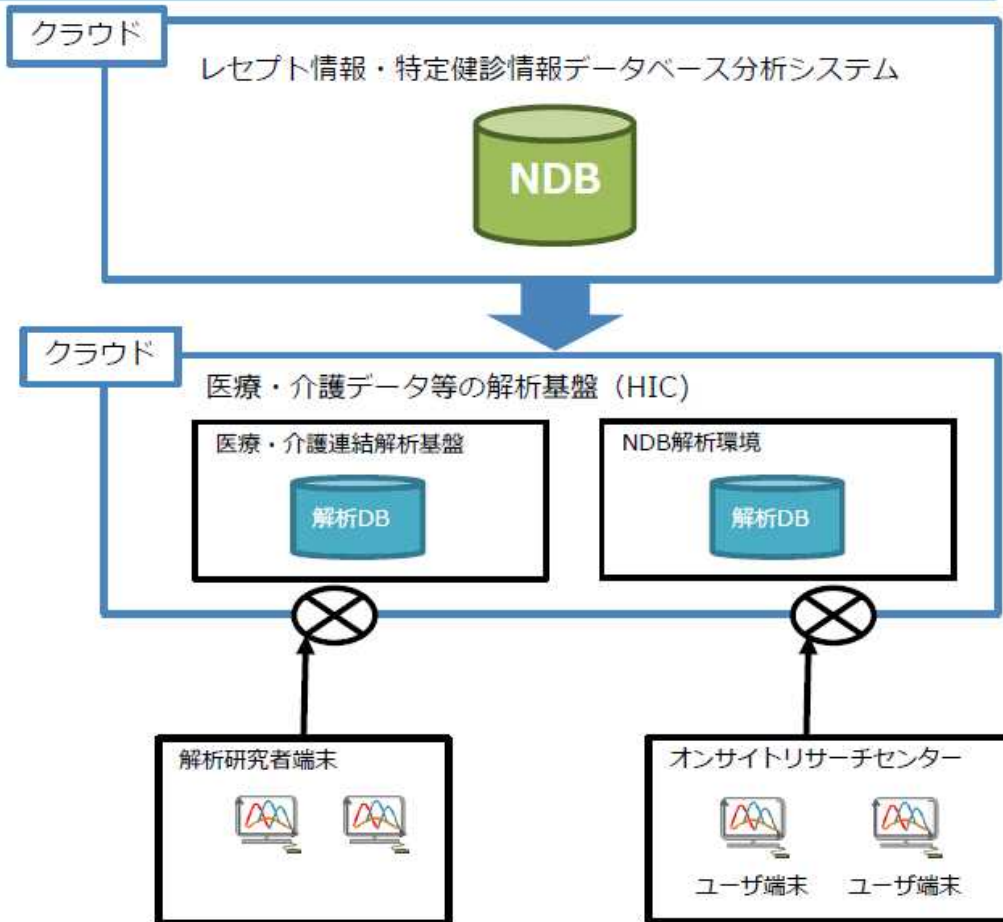 クラウド
レセプト情報・特定健診情報データベース分析システム
NDB
クラウド
医療・介護データ等の解析基盤（HIC)
医療・介護連結解析基盤
NDB解析環境
解析DB
解析DB
解析研究者端末
オンサイトリサーチセンター
ユーザ端末
ユーザ端末